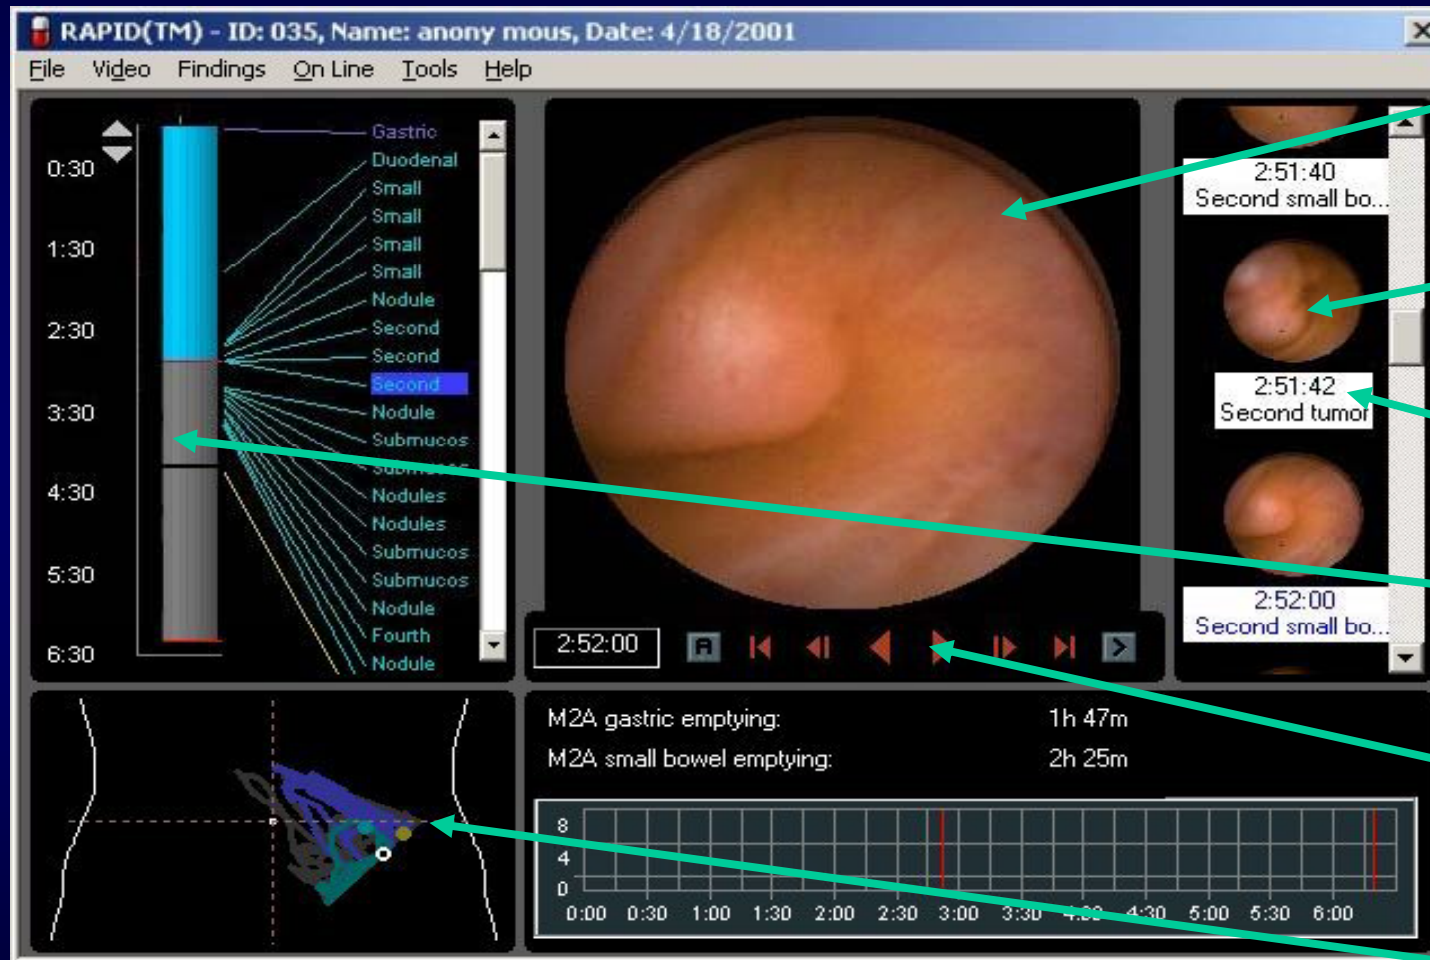 RAPID(TM) - ID: 035, Name: anony mous, Date: 4/18/2001
File Video Findings On Line Tools Help
0:30
1:30
2:30
3:30
4:30
5:30
6:30
Gastric
Duodenal
Small
Small
Small
Small
Nodule
Second
Second
Second
Nodule
Submucos
Submucos
Nodules
Nodules
Submucos
Submucos
Nodule
Fourth
Nodule
2:52:00
A
2:51:40
Second small bo...
2:51:42
Second tumor
2:52:00
Second small bo...
M2A gastric emptying: 1h 47m
M2A small bowel emptying: 2h 25m
8
4
0
0:00 0:30 1:00 1:30 2:00 2:30 3:00 3:30 4:00 4:30 5:00 5:30 6:00